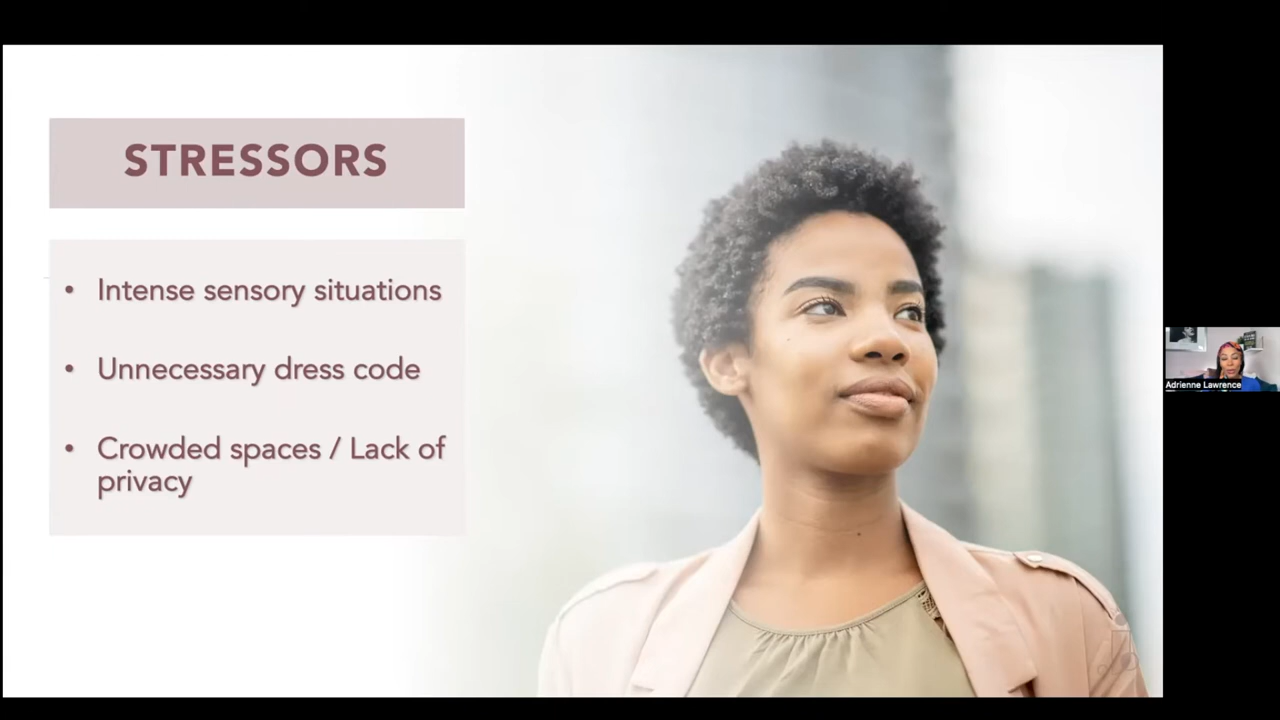 STRESSORS
• Intense sensory situations
• Unnecessary dress code
• Crowded spaces / Lack of
privacy
Adrienne Lawrence